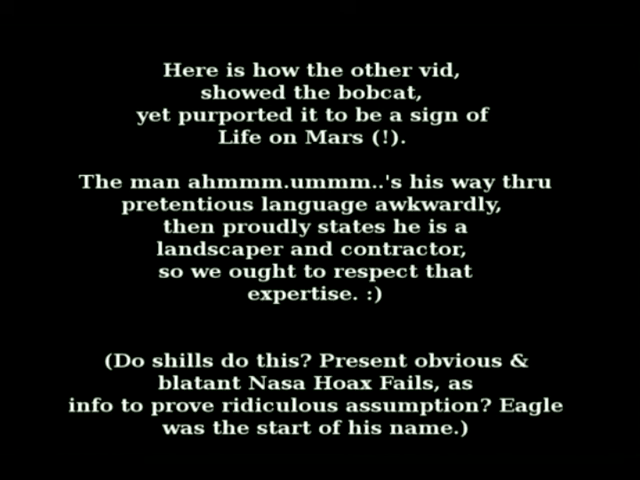 Here is how the other vid,
showed the bobcat,
yet purported it to be a sign of
Life on Mars (!).
The man ahmmm.ummm..'s his way thru
pretentious language awkwardly,
then proudly states he is a
landscaper and contractor,
so we ought to respect that
expertise. :)
(Do shills do this? Present obvious &
blatant Nasa Hoax Fails, as
info to prove ridiculous assumption? Eagle
was the start of his name.)